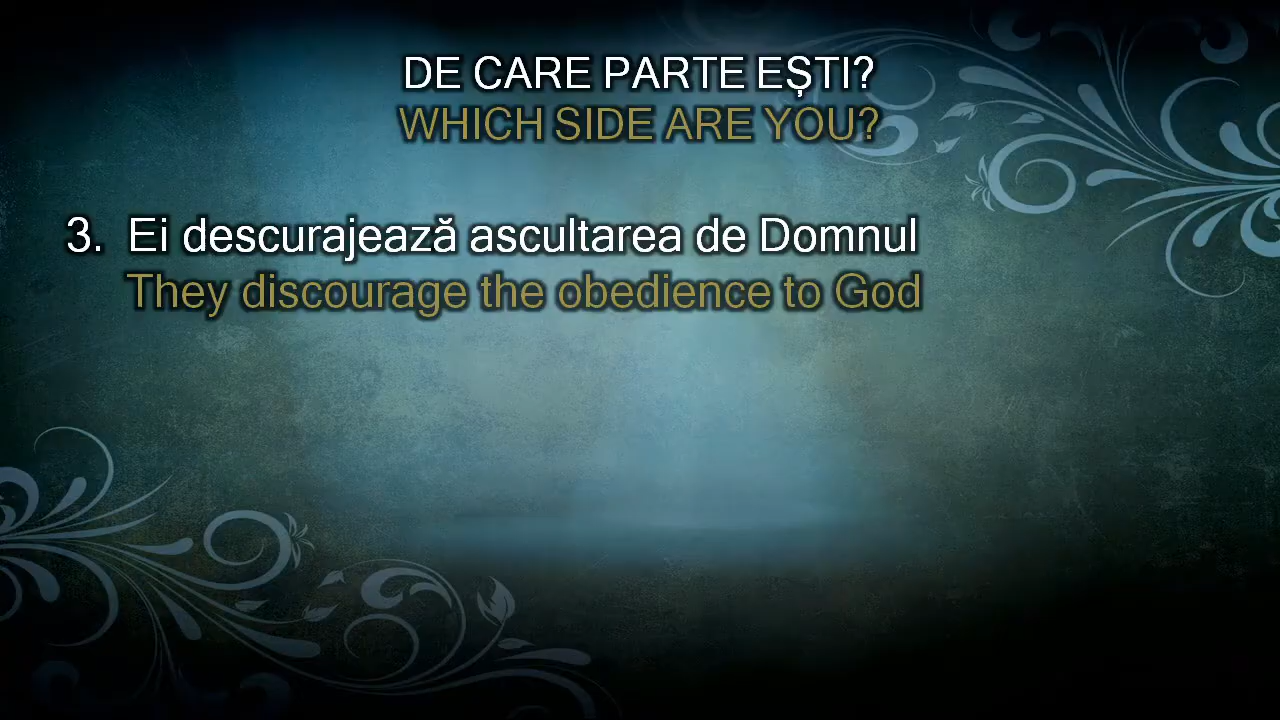 DE CARE PARTE EȘTI?
WHICH SIDE ARE YOU?
3. Ei descurajează ascultarea de Domnul
They discourage the obedience to God